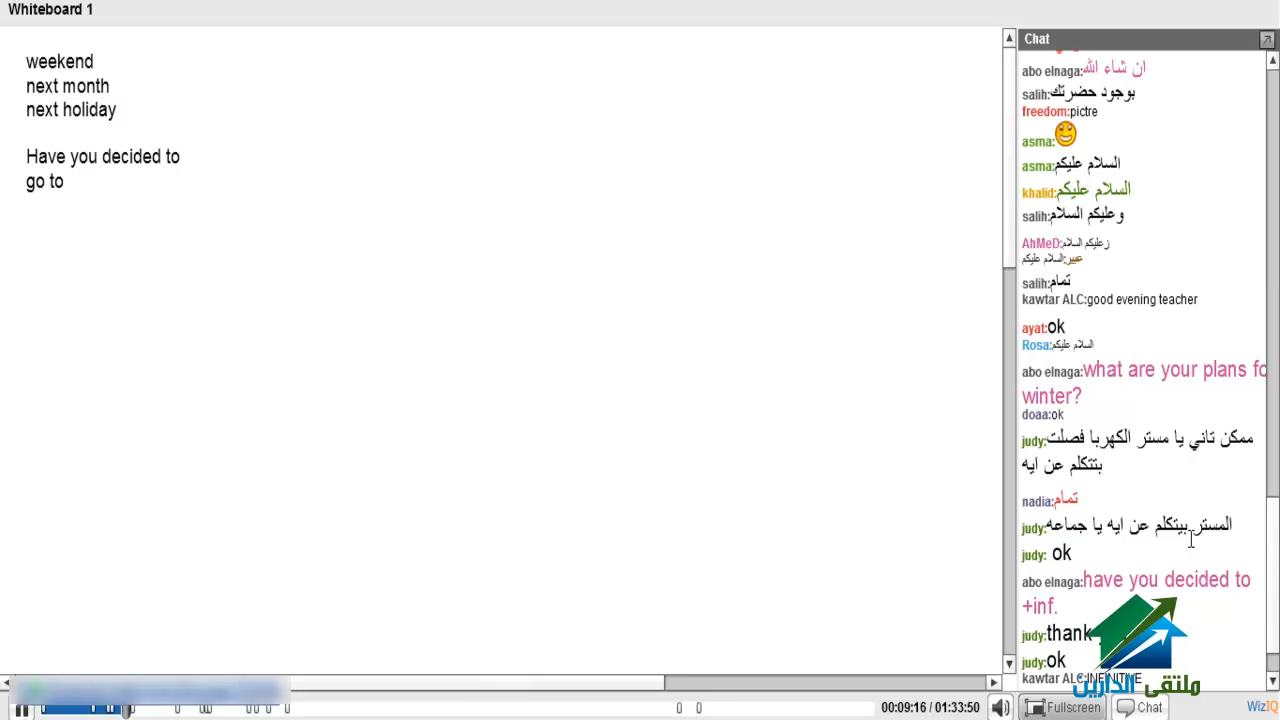 Whiteboard 1
weekend
next month
next holiday
Have you decided to
go to
Chat
abo elnaga:ان شاء الله
salih:بوجود حضرتك
freedom:pictre
asma:
asma:السلام عليكم
khalid:السلام عليكم
salih:وعليكم السلام
AhMeD:زعليكم السلام
عبير:السلام عليكم
salih:تمام
kawtar ALC:good evening teacher
ayat:ok
Rosa:السلام عليكم
abo elnaga:what are your plans fo
winter?
doaa:ok
judy:ممكن تاني يا مستر الكهربا فصلت
بتتكلم عن ايه
nadia:تمام
judy:المستر بيتكلم عن ايه يا جماعه
judy: ok
abo elnaga:have you decided to
+inf.
judy:thank
judy:ok
kawtar ALC:INFINITIVE
ملتقى الدارين
00:09:16 / 01:33:50
Fullscreen
Chat
WizIQ